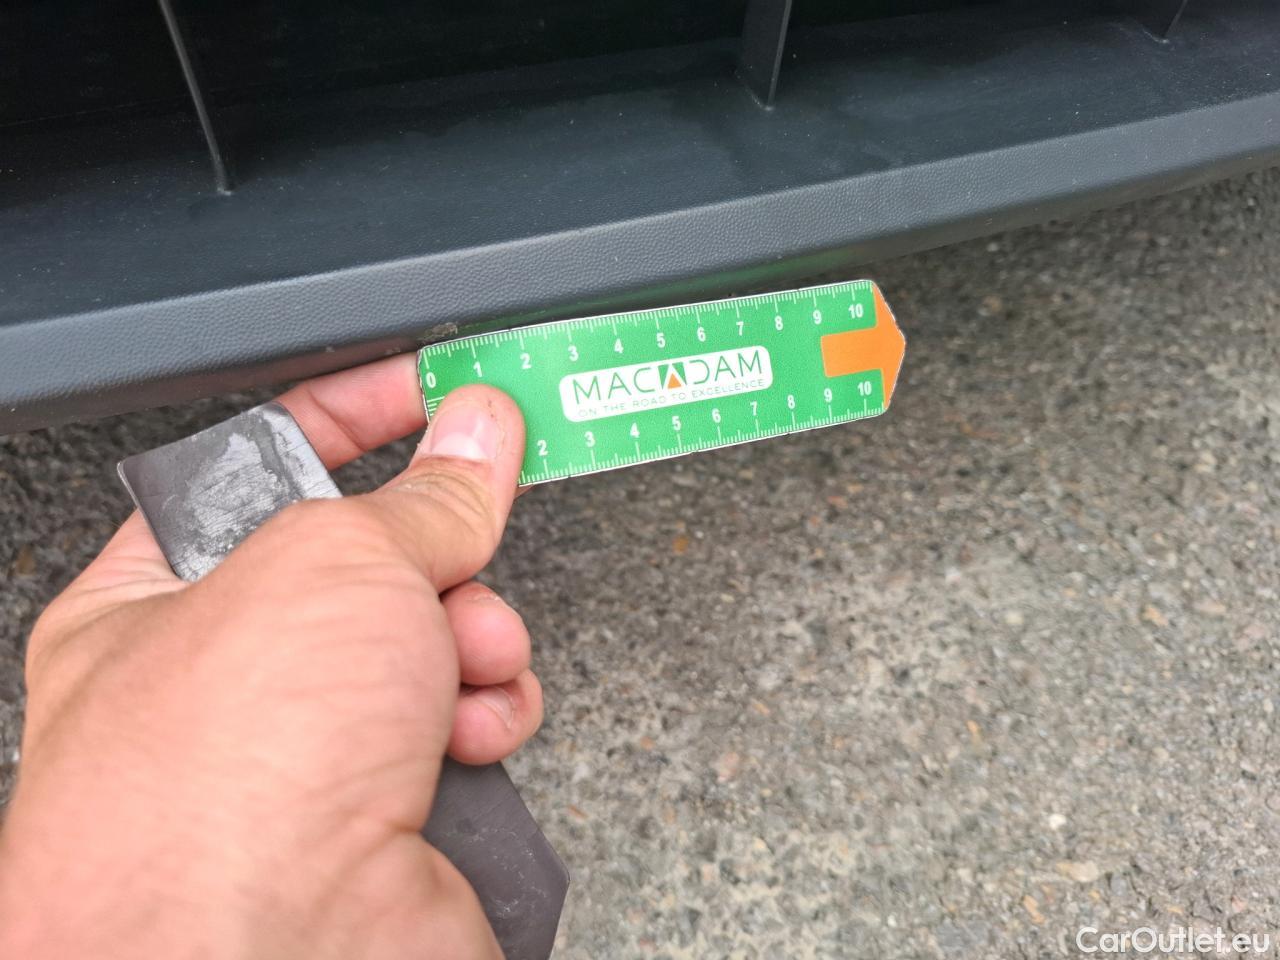 0 1 2 3 4 5 6 7 8 9 10
MACADAM
ON THE ROAD TO EXCELLENCE
2 3 4 5 6 7 8 9 10
CarOutlet.eu